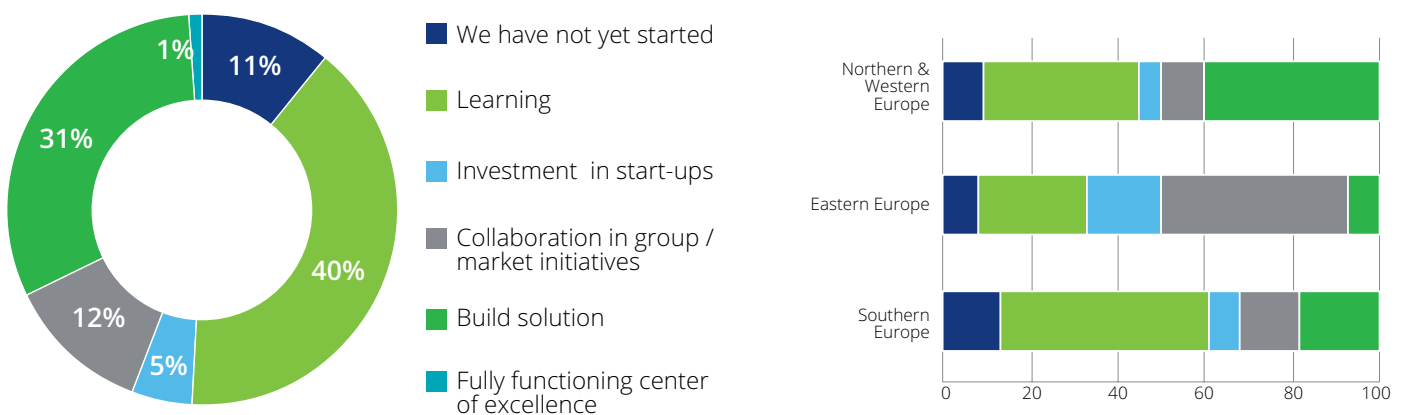 1%
11%
31%
40%
12%
5%
We have not yet started
Learning
Investment in start-ups
Collaboration in group /
market initiatives
Build solution
Fully functioning center
of excellence
Northern &
Western
Europe
Eastern Europe
Southern
Europe
0 20 40 60 80 100